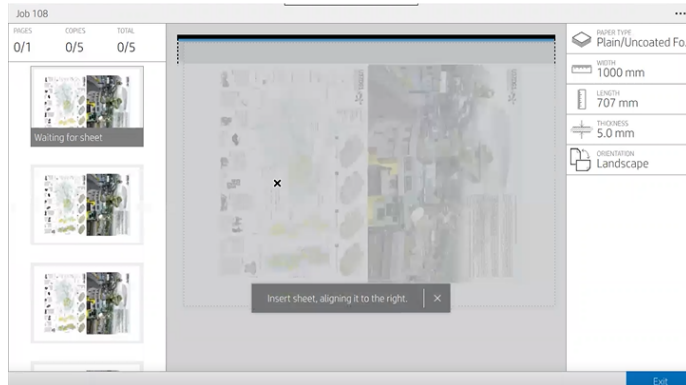 Job 108
PAGES COPIES TOTAL
0/1 0/5 0/5
Waiting for sheet
Insert sheet, aligning it to the right.
PAPER TYPE
Plain/Uncoated Fo...
WIDTH
1000 mm
LENGTH
707 mm
THICKNESS
5.0 mm
ORIENTATION
Landscape
Exit